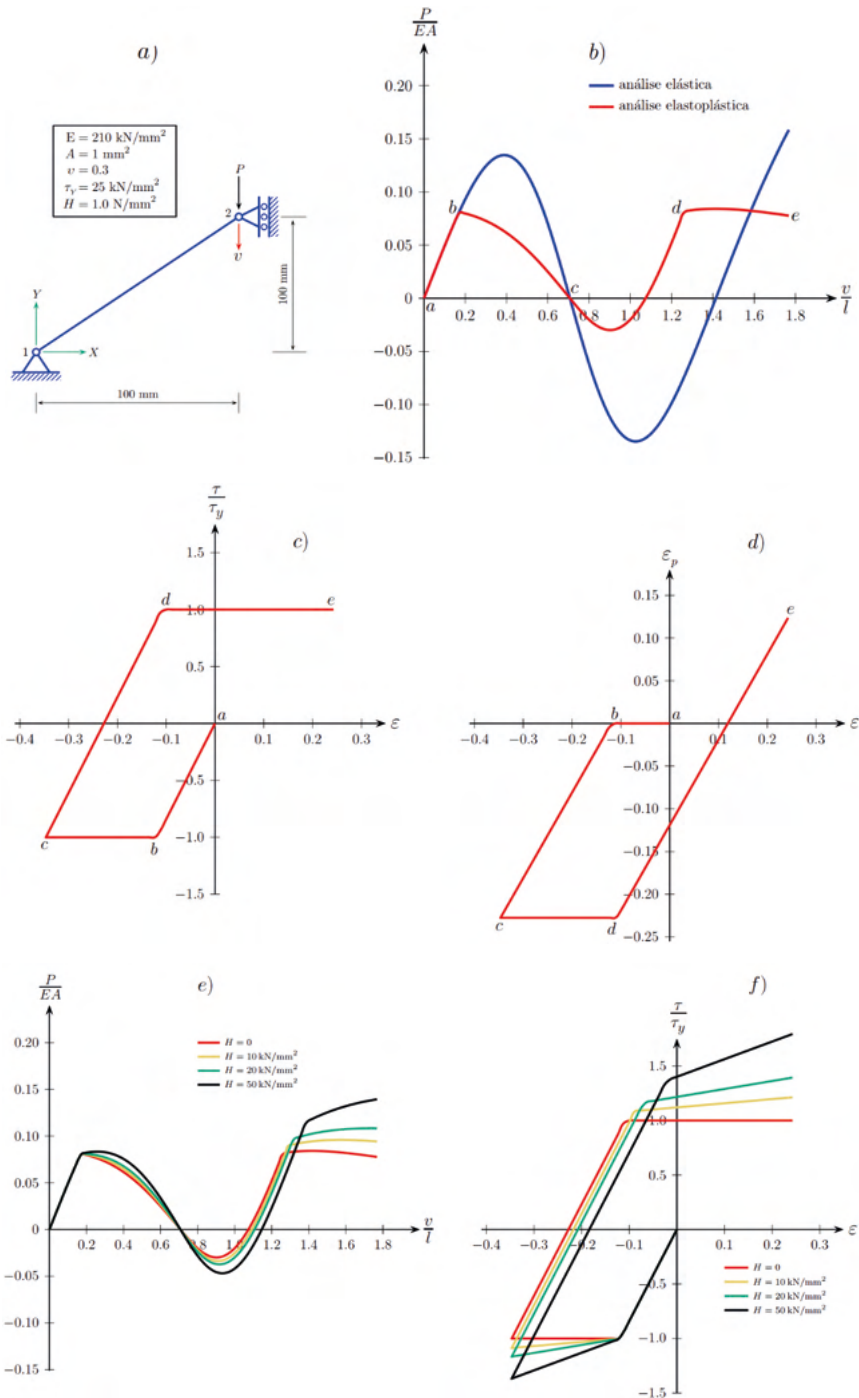 a)
E = 210 kN/mm²
A = 1 mm²
v = 0.3
τ_Y = 25 kN/mm²
H = 1.0 N/mm²
P
2
v
100 mm
Y
1
X
100 mm
P/EA
b)
análise elástica
análise elastoplástica
0.20
0.15
0.10
0.05
0
−0.05
−0.10
−0.15
a
b
c
d
e
0.2 0.4 0.6 0.8 1.0 1.2 1.4 1.6 1.8
v/l
τ/τ_y
c)
1.5
1.0
0.5
−0.5
−1.0
−1.5
d
e
a
c
b
−0.4 −0.3 −0.2 −0.1 0.1 0.2 0.3
ε
ε_p
d)
0.15
0.10
0.05
−0.05
−0.10
−0.15
−0.20
−0.25
e
b
a
c
d
−0.4 −0.3 −0.2 −0.1 0.1 0.2 0.3
ε
P/EA
e)
H = 0
H = 10 kN/mm²
H = 20 kN/mm²
H = 50 kN/mm²
0.20
0.15
0.10
0.05
0
−0.05
−0.10
−0.15
0.2 0.4 0.6 0.8 1.0 1.2 1.4 1.6 1.8
v/l
f)
τ/τ_y
1.5
1.0
0.5
−0.5
−1.0
−1.5
−0.4 −0.3 −0.2 −0.1 0.1 0.2 0.3
ε
H = 0
H = 10 kN/mm²
H = 20 kN/mm²
H = 50 kN/mm²